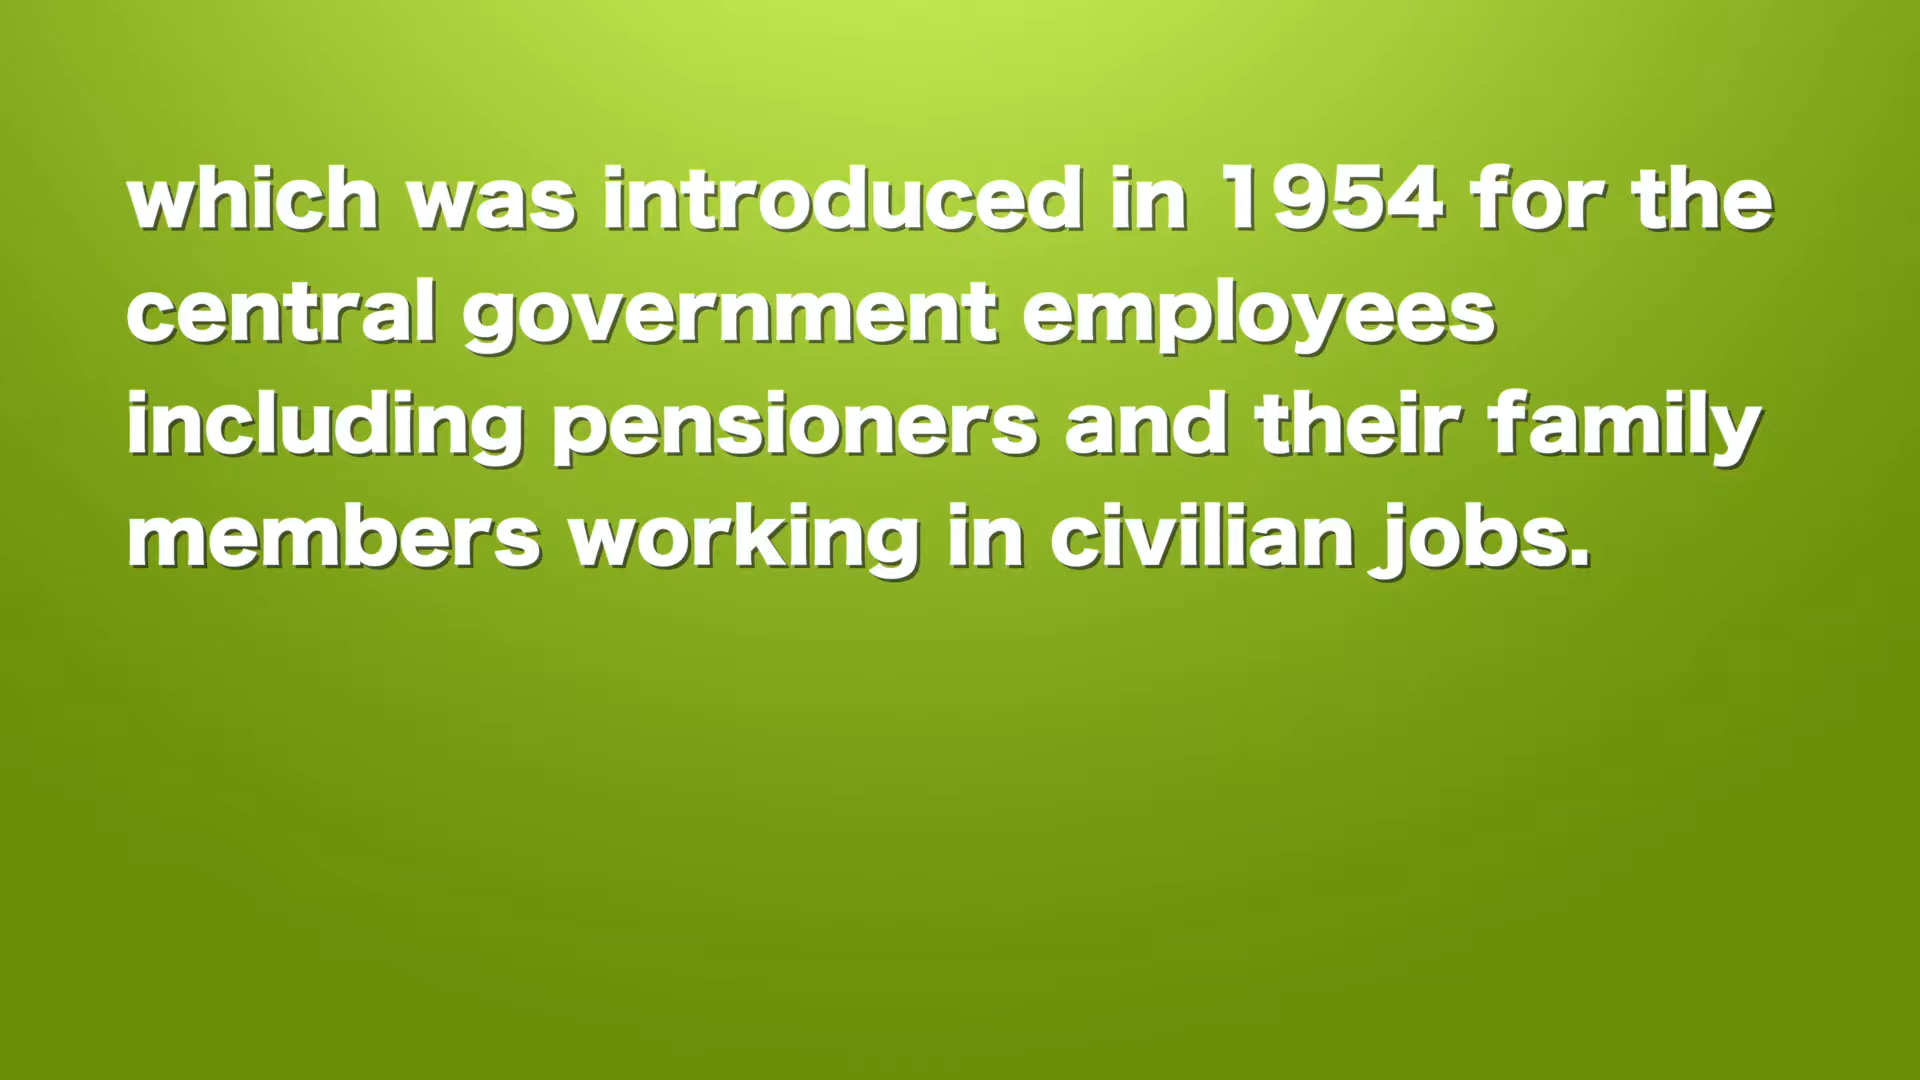 which was introduced in 1954 for the
central government employees
including pensioners and their family
members working in civilian jobs.